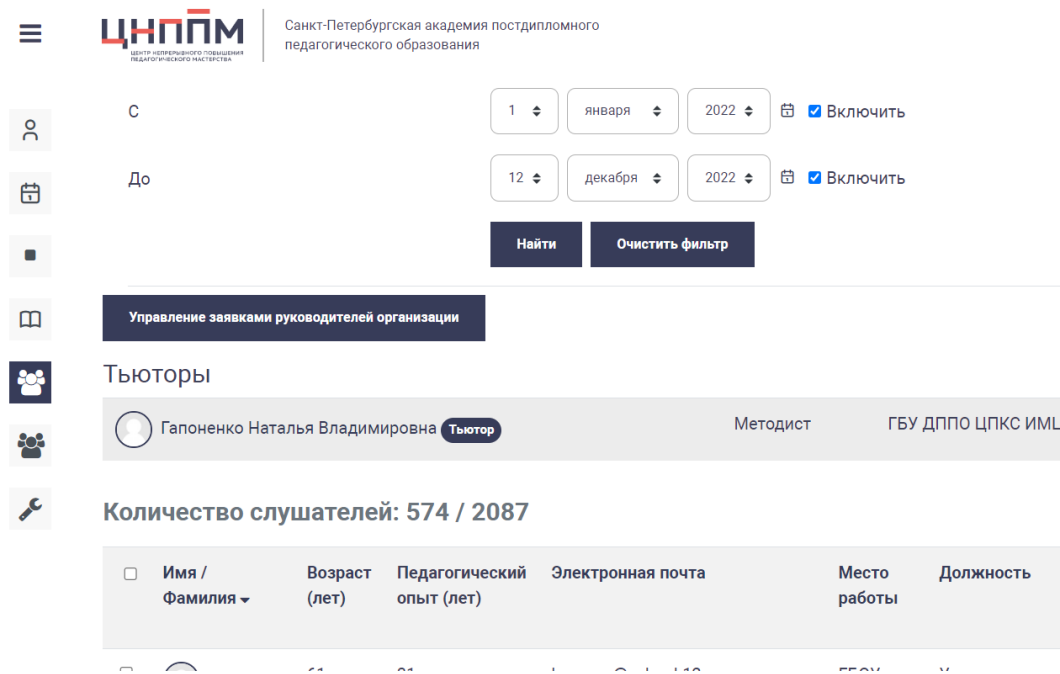 ЦНППМ
ЦЕНТР НЕПРЕРЫВНОГО ПОВЫШЕНИЯ
ПЕДАГОГИЧЕСКОГО МАСТЕРСТВА
Санкт-Петербургская академия постдипломного
педагогического образования
С 1 января 2022 Включить
До 12 декабря 2022 Включить
Найти Очистить фильтр
Управление заявками руководителей организации
Тьюторы
Гапоненко Наталья Владимировна Тьютор Методист ГБУ ДППО ЦПКС ИМЦ
Количество слушателей: 574 / 2087
Имя / Возраст Педагогический Электронная почта Место Должность
Фамилия (лет) опыт (лет) работы